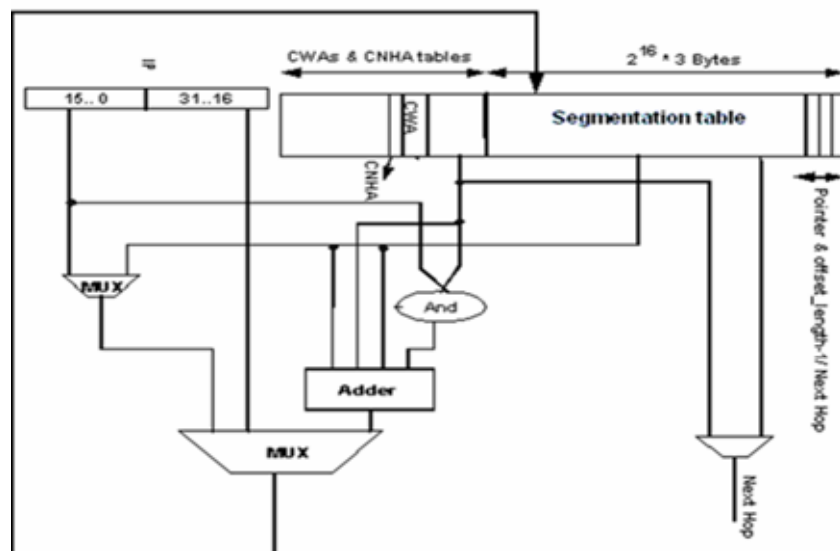 CWAs & CNHA tables
2^16 * 3 Bytes
IP
15.. 0
31..16
CWA
Segmentation table
CNHA
Pointer & offset_length-1/ Next Hop
MUX
And
Adder
MUX
Next Hop